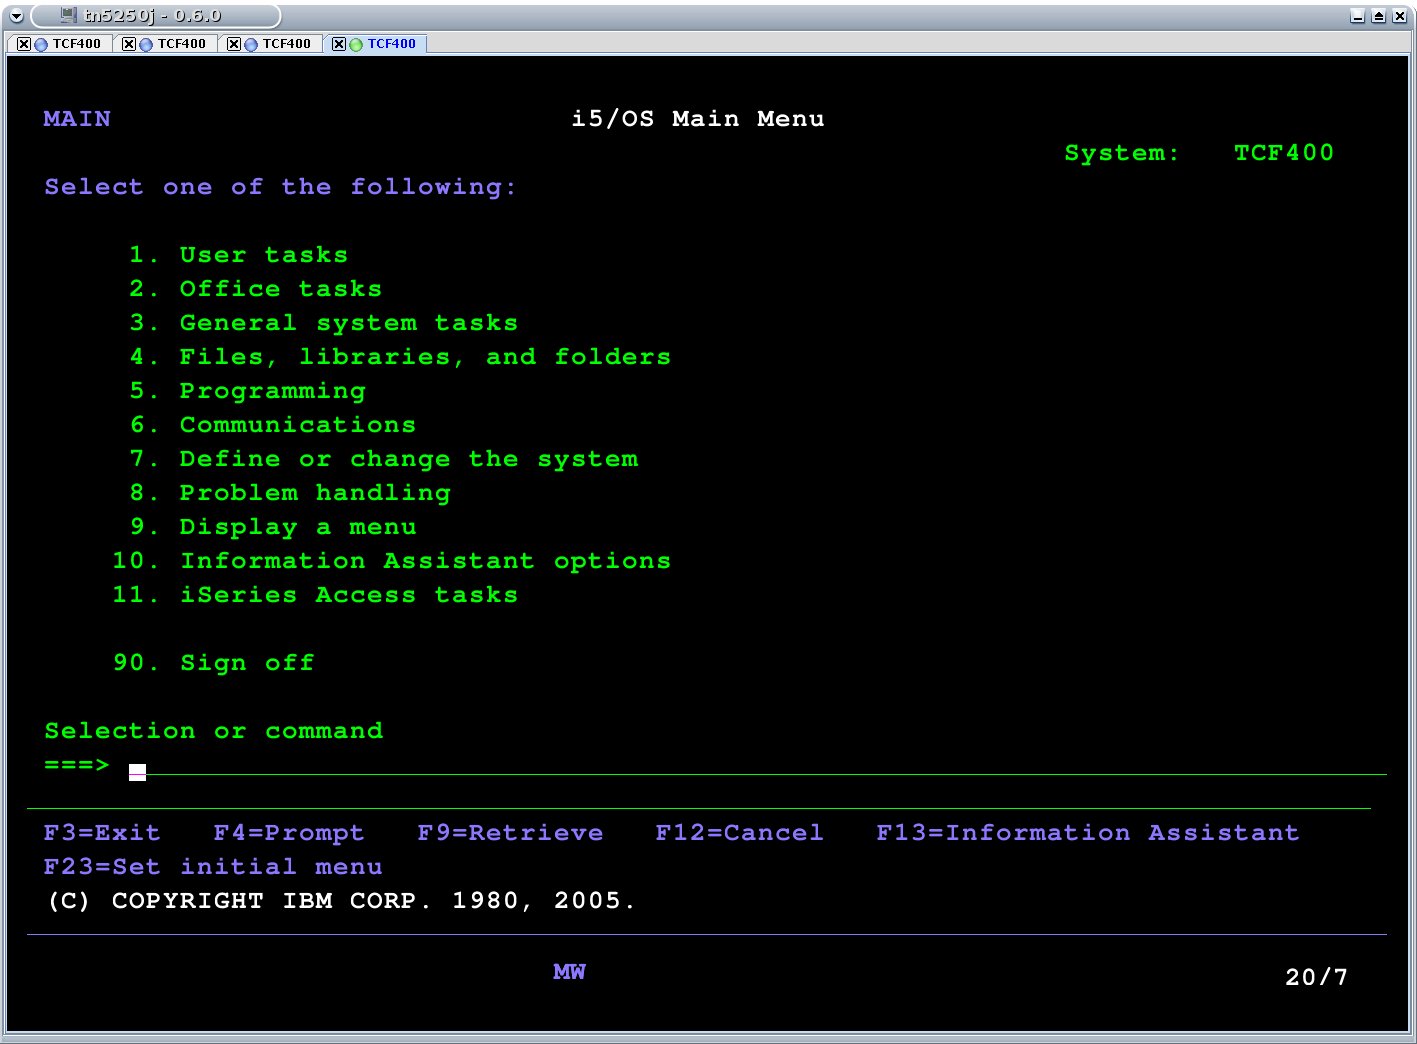 tn5250j - 0.6.0
TCF400 TCF400 TCF400 TCF400
MAIN i5/OS Main Menu
System: TCF400
Select one of the following:
1. User tasks
2. Office tasks
3. General system tasks
4. Files, libraries, and folders
5. Programming
6. Communications
7. Define or change the system
8. Problem handling
9. Display a menu
10. Information Assistant options
11. iSeries Access tasks
90. Sign off
Selection or command
===>
F3=Exit F4=Prompt F9=Retrieve F12=Cancel F13=Information Assistant
F23=Set initial menu
(C) COPYRIGHT IBM CORP. 1980, 2005.
MW 20/7